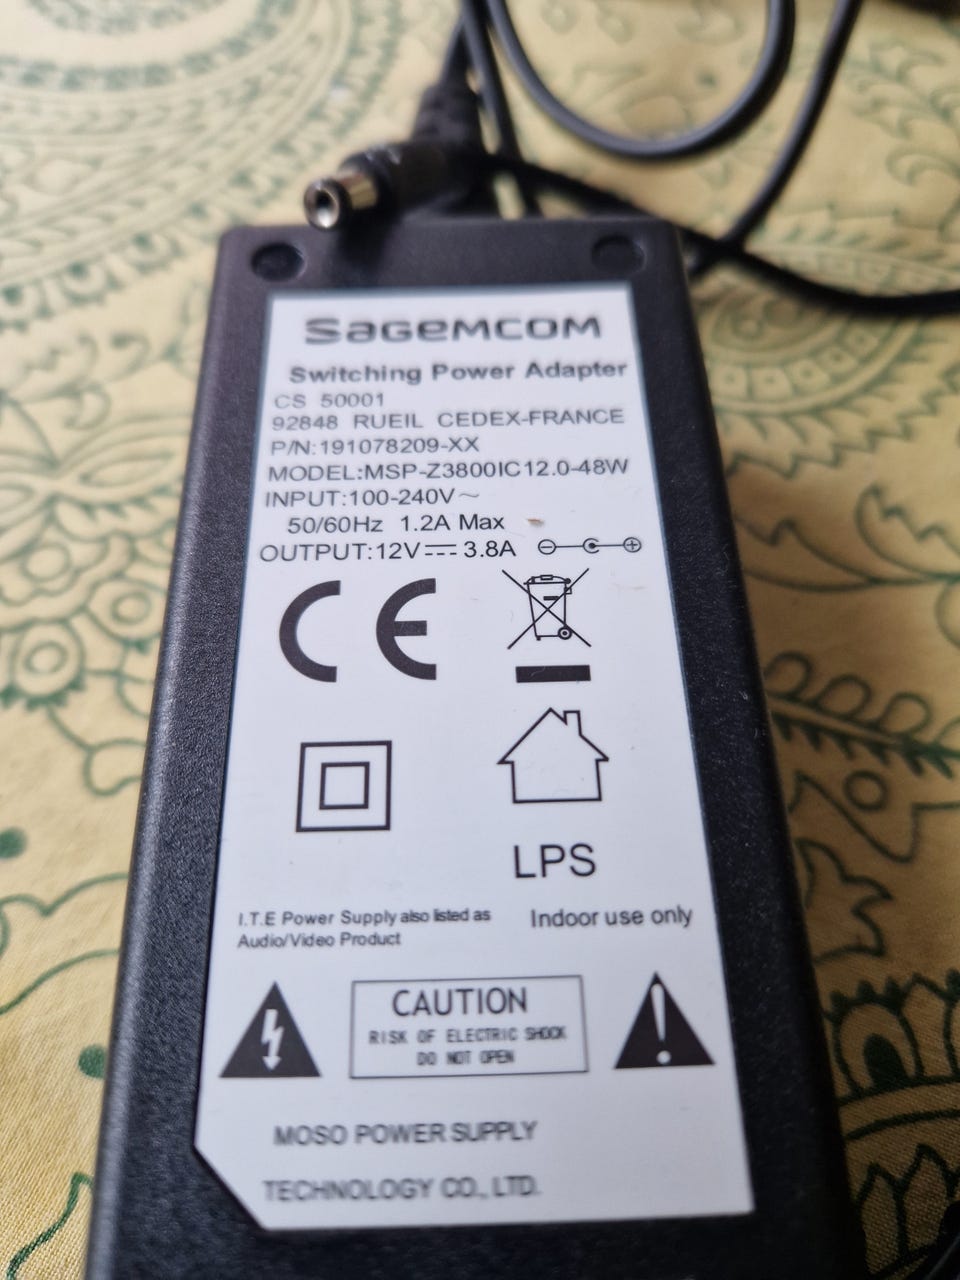 SAGEMCOM
Switching Power Adapter
CS 50001
92848 RUEIL CEDEX-FRANCE
P/N:191078209-XX
MODEL:MSP-Z3800IC12.0-48W
INPUT:100-240V~
50/60Hz 1.2A Max
OUTPUT:12V⎓3.8A
CE
LPS
I.T.E Power Supply also listed as
Audio/Video Product
Indoor use only
CAUTION
RISK OF ELECTRIC SHOCK
DO NOT OPEN
MOSO POWER SUPPLY
TECHNOLOGY CO., LTD.